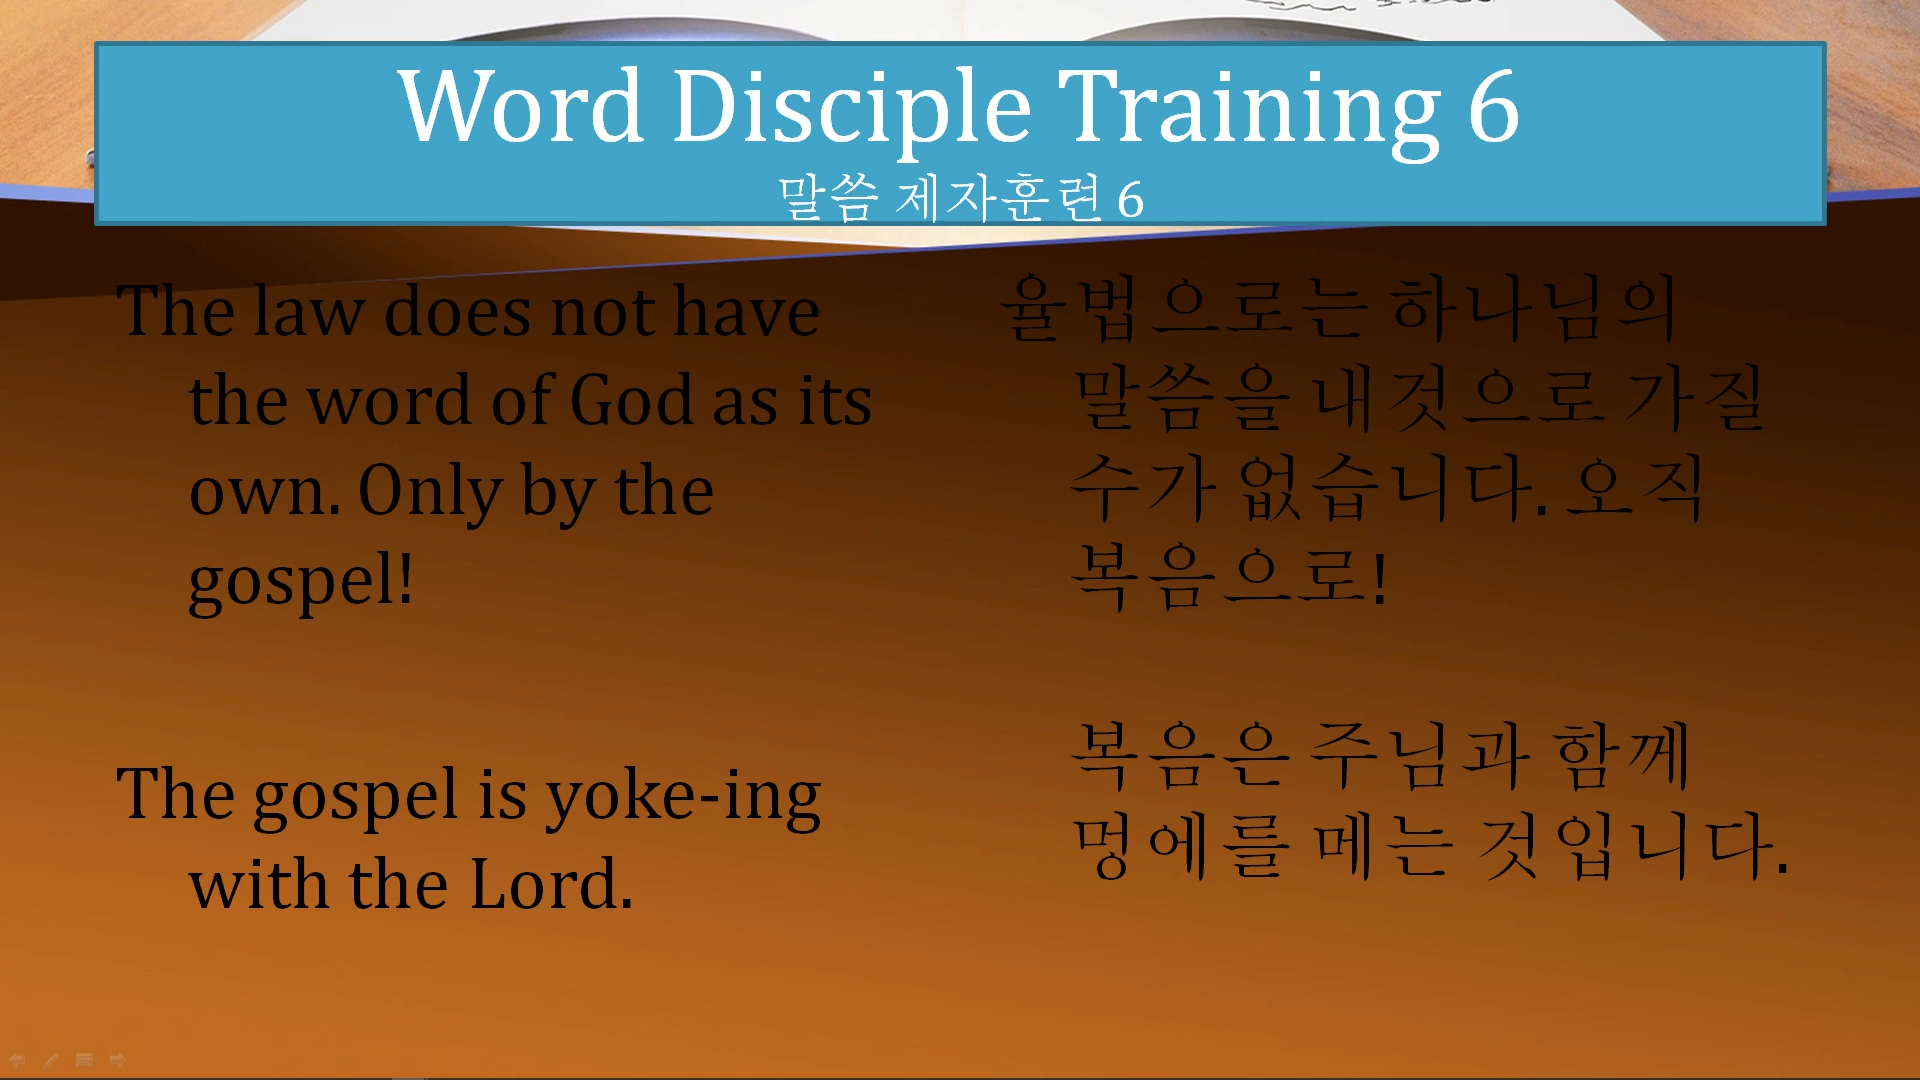 Word Disciple Training 6
말씀 제자훈련 6
The law does not have
the word of God as its
own. Only by the
gospel!
The gospel is yoke-ing
with the Lord.
율법으로는 하나님의
말씀을 내것으로 가질
수가 없습니다. 오직
복음으로!
복음은 주님과 함께
멍에를 메는 것입니다.